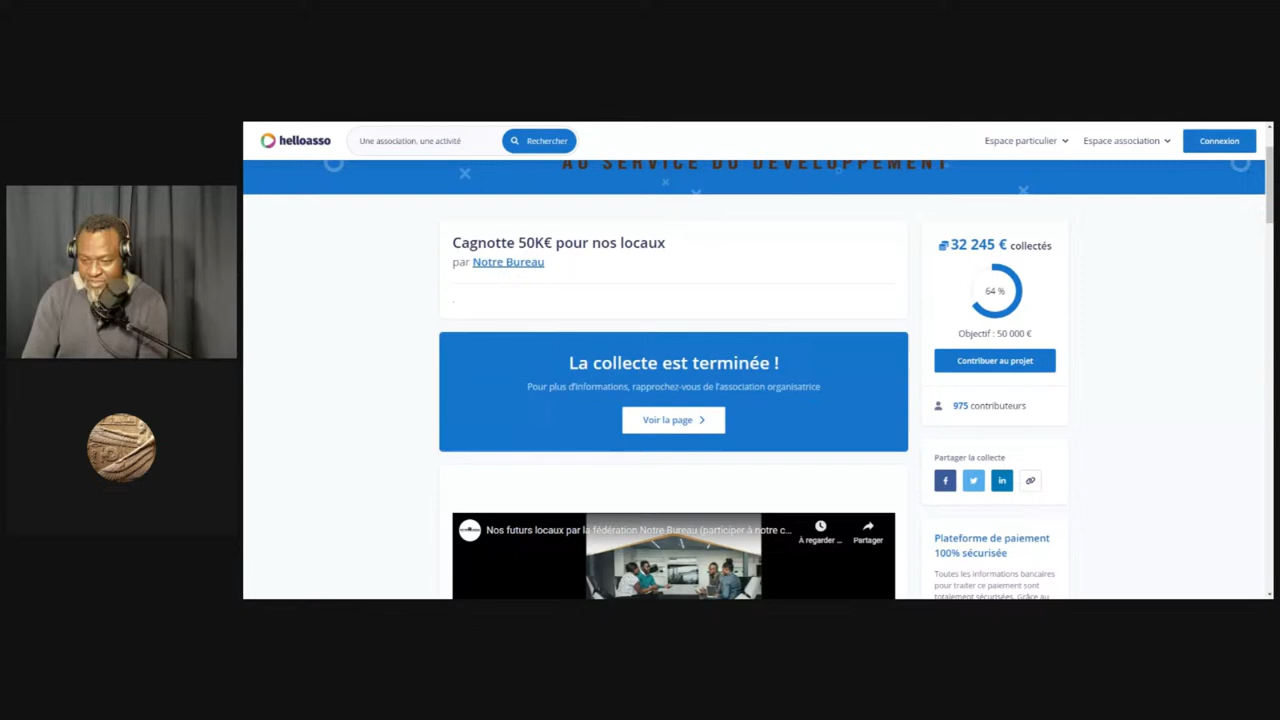 helloasso
Une association, une activité
Rechercher
Espace particulier
Espace association
Connexion
AU SERVICE DU DEVELOPPEMENT
Cagnotte 50K€ pour nos locaux
par Notre Bureau
.
La collecte est terminée !
Pour plus d'informations, rapprochez-vous de l'association organisatrice
Voir la page
Nos futurs locaux par la fédération Notre Bureau (participer à notre c...
À regarder ...
Partager
32 245 € collectés
64 %
Objectif : 50 000 €
Contribuer au projet
975 contributeurs
Partager la collecte
Plateforme de paiement
100% sécurisée
Toutes les informations bancaires
pour traiter ce paiement sont
totalement sécurisées. Grâce au